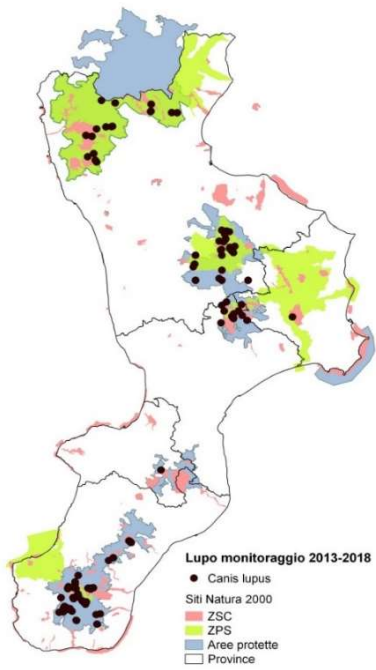 Lupo monitoraggio 2013-2018
Canis lupus
Siti Natura 2000
ZSC
ZPS
Aree protette
Province